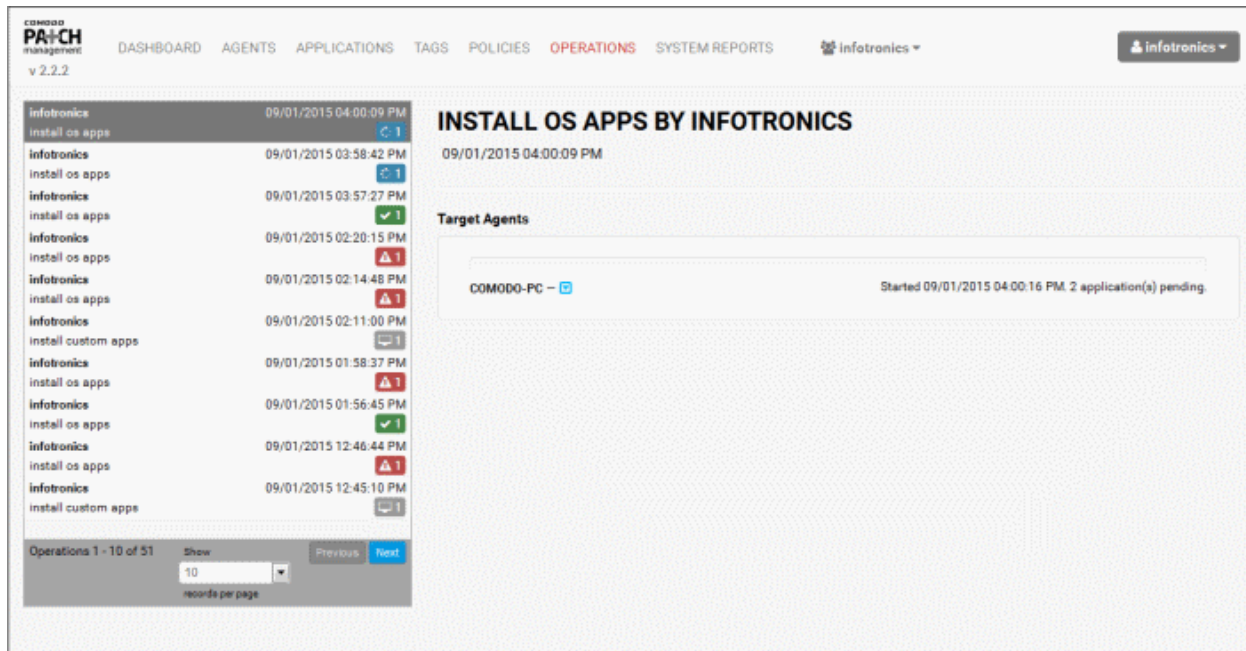 COMODO
PATCH
management
v 2.2.2
DASHBOARD AGENTS APPLICATIONS TAGS POLICIES OPERATIONS SYSTEM REPORTS infotronics infotronics
infotronics 09/01/2015 04:00:09 PM
install os apps 1
infotronics 09/01/2015 03:58:42 PM
install os apps 1
infotronics 09/01/2015 03:57:27 PM
install os apps 1
infotronics 09/01/2015 02:20:15 PM
install os apps 1
infotronics 09/01/2015 02:14:48 PM
install os apps 1
infotronics 09/01/2015 02:11:00 PM
install custom apps 1
infotronics 09/01/2015 01:58:37 PM
install os apps 1
infotronics 09/01/2015 01:56:45 PM
install os apps 1
infotronics 09/01/2015 12:46:44 PM
install os apps 1
infotronics 09/01/2015 12:45:10 PM
install custom apps 1
Operations 1 - 10 of 51 Show Previous Next
10
records per page
INSTALL OS APPS BY INFOTRONICS
09/01/2015 04:00:09 PM
Target Agents
COMODO-PC — Started 09/01/2015 04:00:16 PM. 2 application(s) pending.